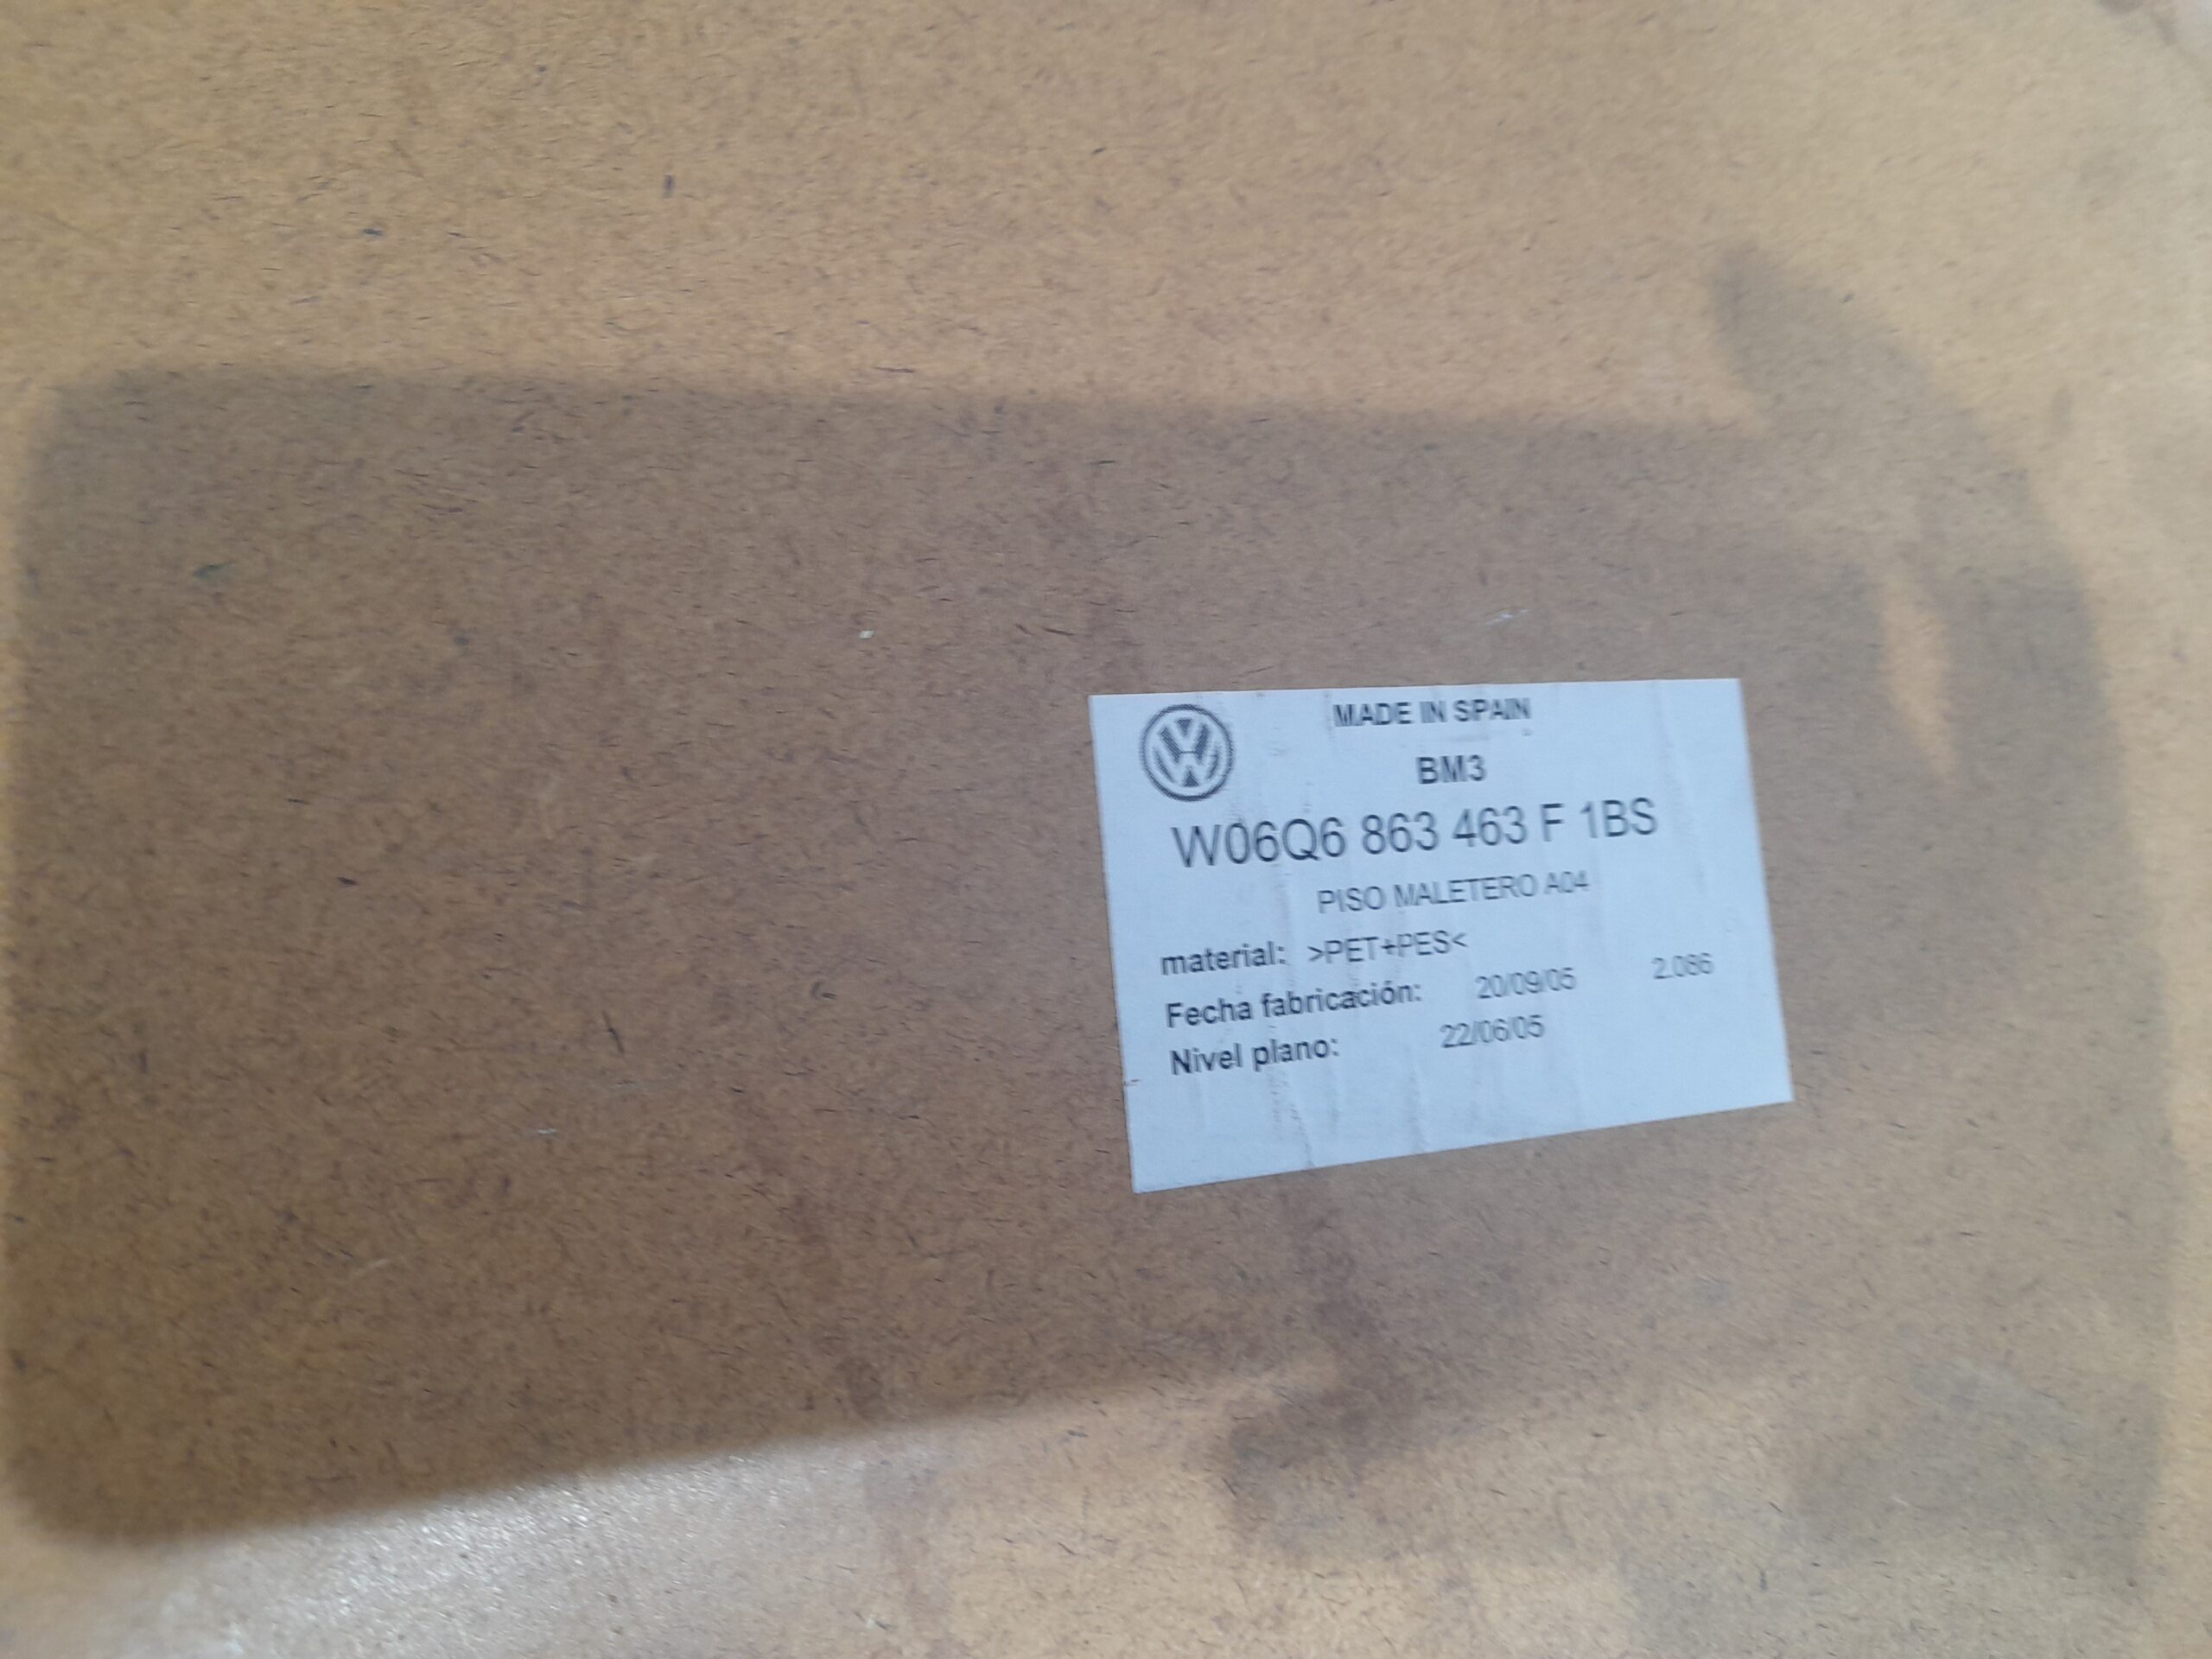 MADE IN SPAIN
BM3
W06Q6 863 463 F 1BS
PISO MALETERO A04
material: >PET+PES<
Fecha fabricación: 20/09/05 2.086
Nivel plano: 22/06/05